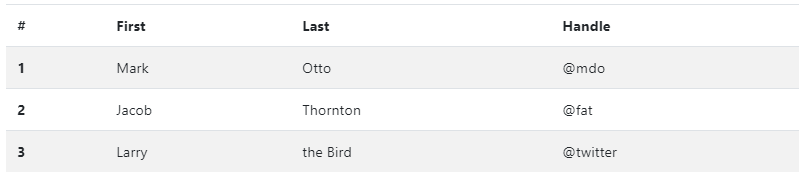 # First Last Handle
1 Mark Otto @mdo
2 Jacob Thornton @fat
3 Larry the Bird @twitter